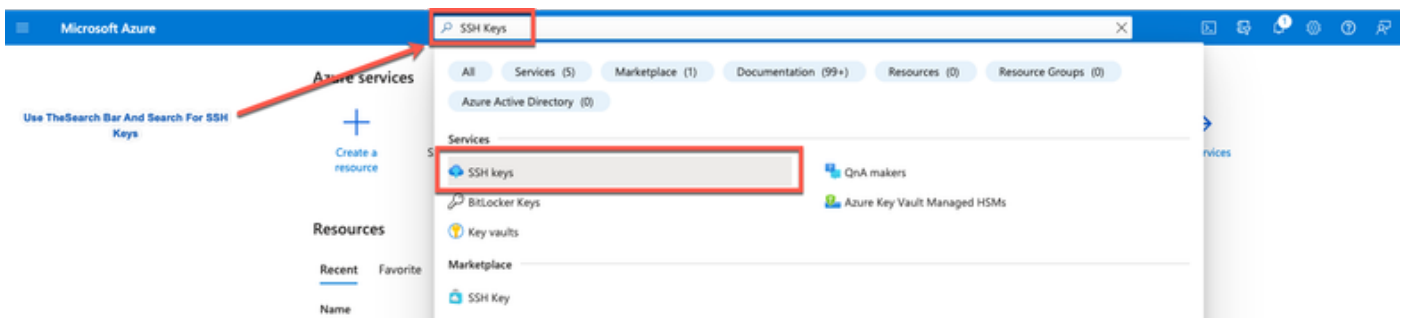 Microsoft Azure
SSH Keys
Azure services
All
Services (5)
Marketplace (1)
Documentation (99+)
Resources (0)
Resource Groups (0)
Azure Active Directory (0)
Use TheSearch Bar And Search For SSH
Keys
Create a
resource
S
rvices
Services
SSH keys
QnA makers
BitLocker Keys
Azure Key Vault Managed HSMs
Key vaults
Resources
Recent
Favorite
Name
Marketplace
SSH Key
1